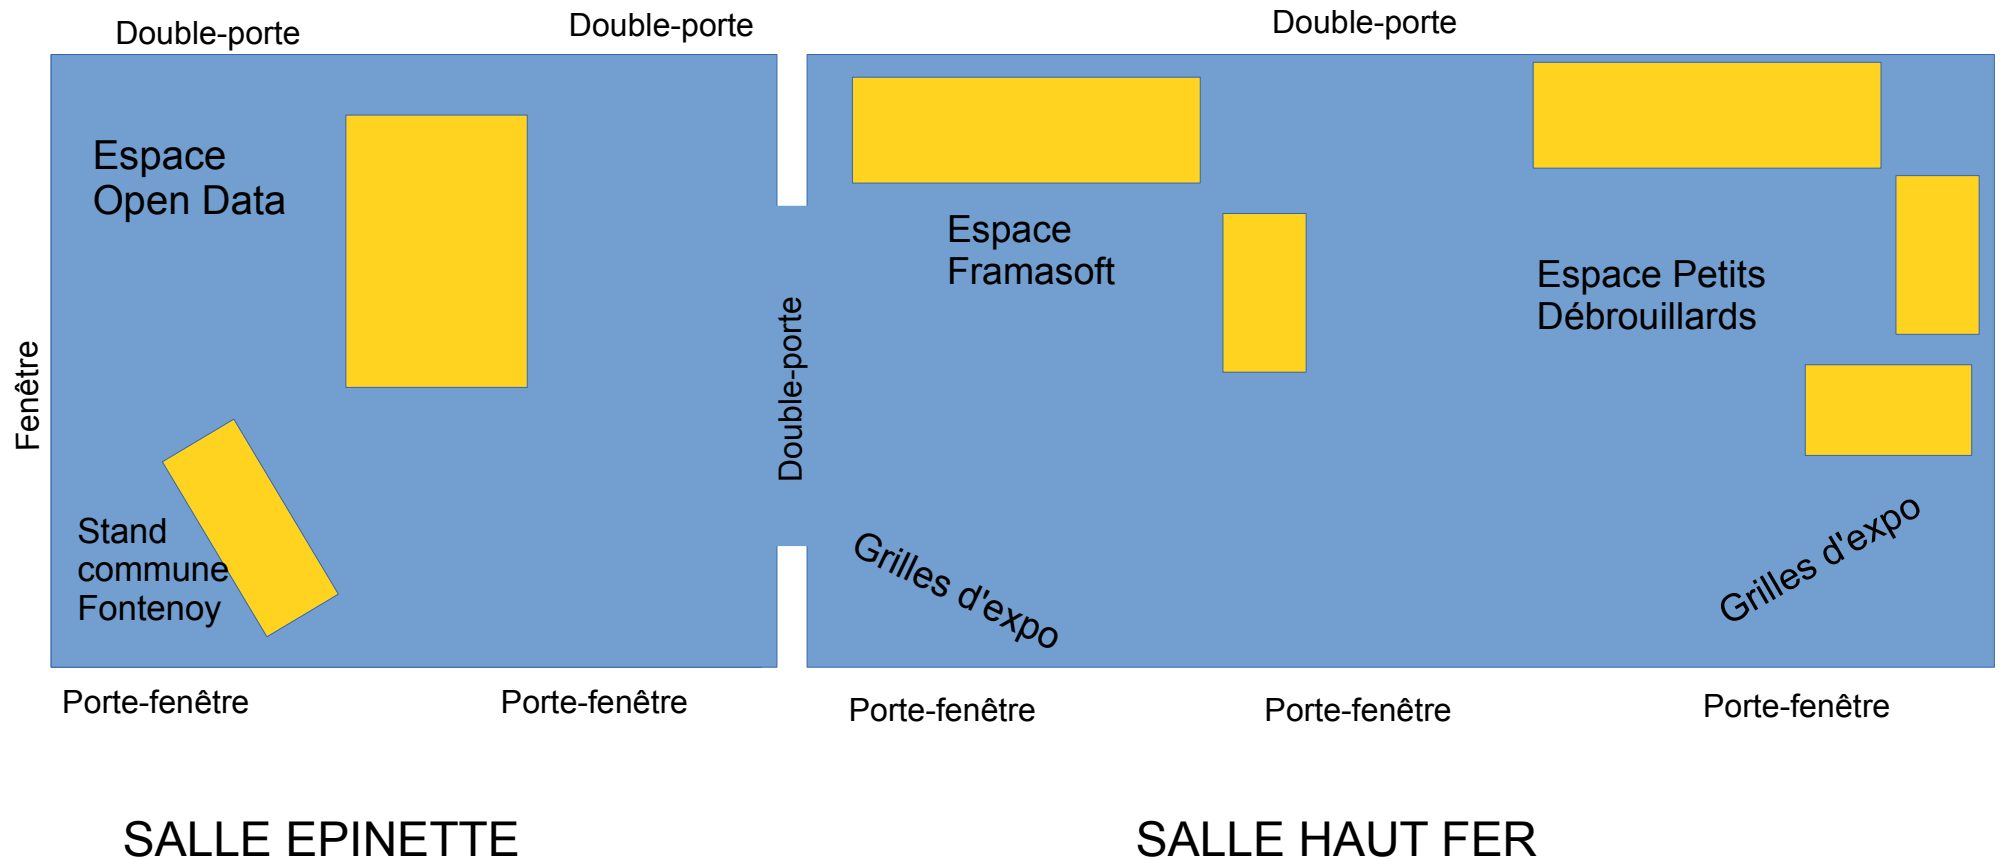 Double-porte
Double-porte
Double-porte
Espace
Open Data
Espace
Framasoft
Espace Petits
Débrouillards
Fenêtre
Double-porte
Stand
commune
Fontenoy
Grilles d'expo
Grilles d'expo
Porte-fenêtre
Porte-fenêtre
Porte-fenêtre
Porte-fenêtre
Porte-fenêtre
SALLE EPINETTE
SALLE HAUT FER